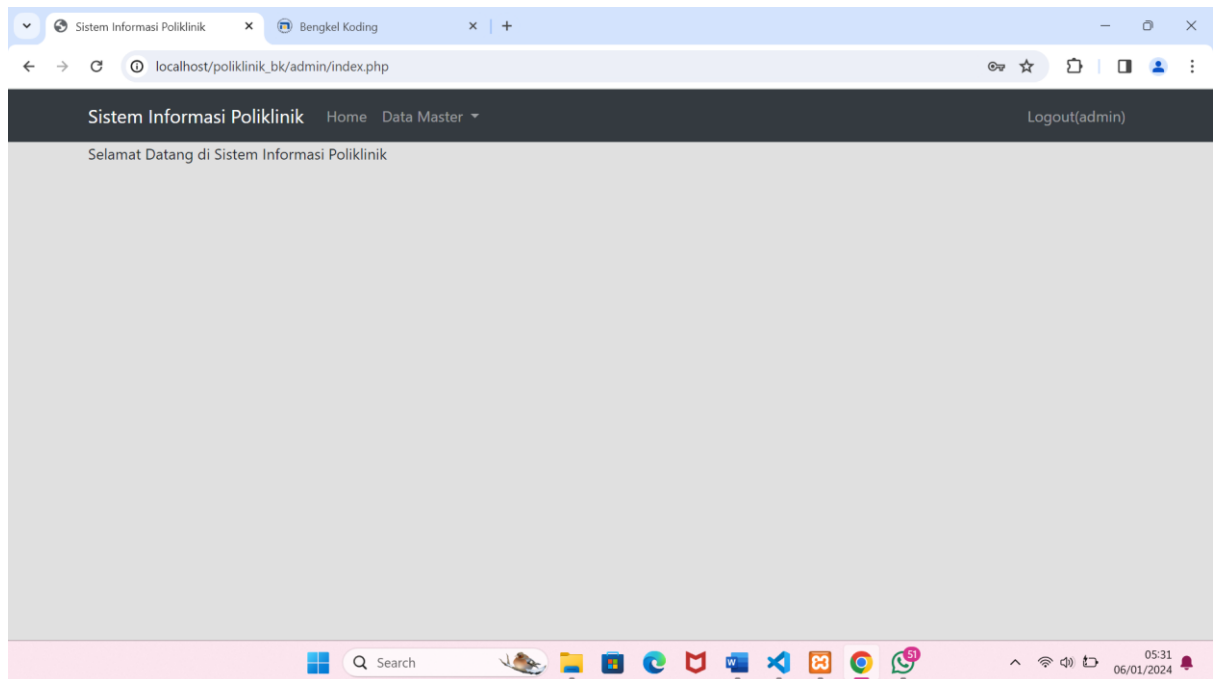 Sistem Informasi Poliklinik
Bengkel Koding
localhost/poliklinik_bk/admin/index.php
Sistem Informasi Poliklinik Home Data Master Logout(admin)
Selamat Datang di Sistem Informasi Poliklinik
Search
51
05:31
06/01/2024